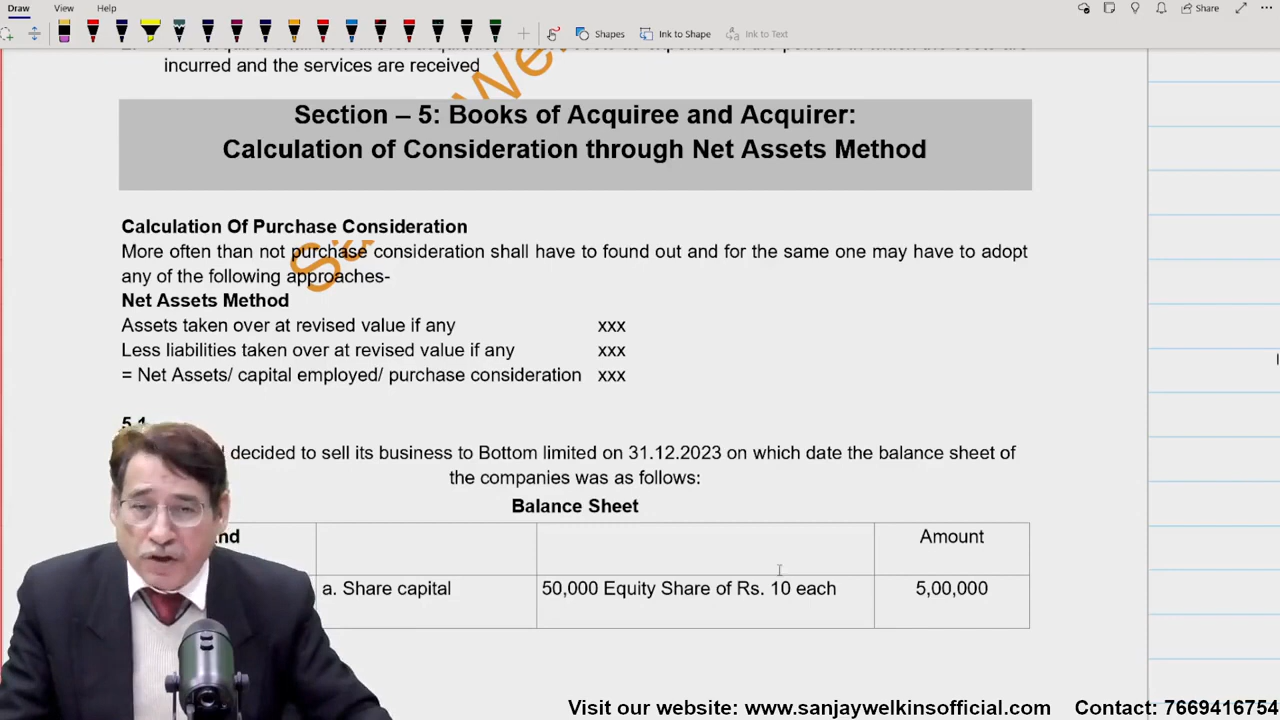 Draw View Help
Shapes Ink to Shape Ink to Text Share
incurred and the services are received
Section – 5: Books of Acquiree and Acquirer:
Calculation of Consideration through Net Assets Method
Calculation Of Purchase Consideration
More often than not purchase consideration shall have to found out and for the same one may have to adopt
any of the following approaches-
Net Assets Method
Assets taken over at revised value if any xxx
Less liabilities taken over at revised value if any xxx
= Net Assets/ capital employed/ purchase consideration xxx
5.1
decided to sell its business to Bottom limited on 31.12.2023 on which date the balance sheet of
the companies was as follows:
Balance Sheet
Amount
a. Share capital 50,000 Equity Share of Rs. 10 each 5,00,000
Visit our website: www.sanjaywelkinsofficial.com Contact: 7669416754